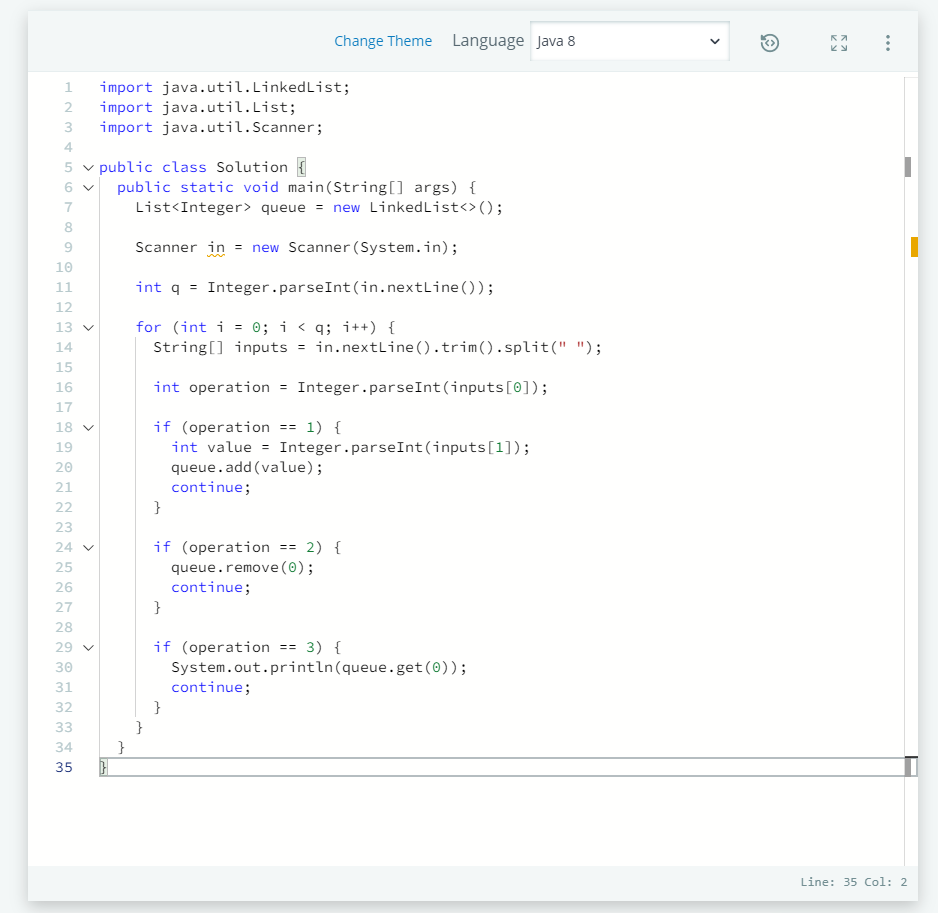 Change Theme Language Java 8
1 import java.util.LinkedList;
2 import java.util.List;
3 import java.util.Scanner;
4
5 public class Solution {
6 public static void main(String[] args) {
7 List<Integer> queue = new LinkedList<>();
8
9 Scanner in = new Scanner(System.in);
10
11 int q = Integer.parseInt(in.nextLine());
12
13 for (int i = 0; i < q; i++) {
14 String[] inputs = in.nextLine().trim().split(" ");
15
16 int operation = Integer.parseInt(inputs[0]);
17
18 if (operation == 1) {
19 int value = Integer.parseInt(inputs[1]);
20 queue.add(value);
21 continue;
22 }
23
24 if (operation == 2) {
25 queue.remove(0);
26 continue;
27 }
28
29 if (operation == 3) {
30 System.out.println(queue.get(0));
31 continue;
32 }
33 }
34 }
35 }
Line: 35 Col: 2